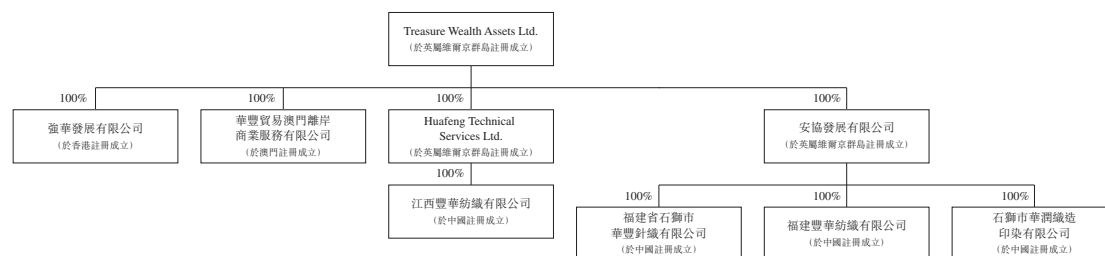 Treasure Wealth Assets Ltd.
(於英屬維爾京群島註冊成立)
100%
100%
100%
100%
強華發展有限公司
(於香港註冊成立)
華豐貿易澳門離岸
商業服務有限公司
(於澳門註冊成立)
Huafeng Technical
Services Ltd.
(於英屬維爾京群島註冊成立)
安協發展有限公司
(於英屬維爾京群島註冊成立)
100%
100%
100%
100%
江西豐華紡織有限公司
(於中國註冊成立)
福建省石獅市
華豐針織有限公司
(於中國註冊成立)
福建豐華紡織有限公司
(於中國註冊成立)
石獅市華潤織造
印染有限公司
(於中國註冊成立)